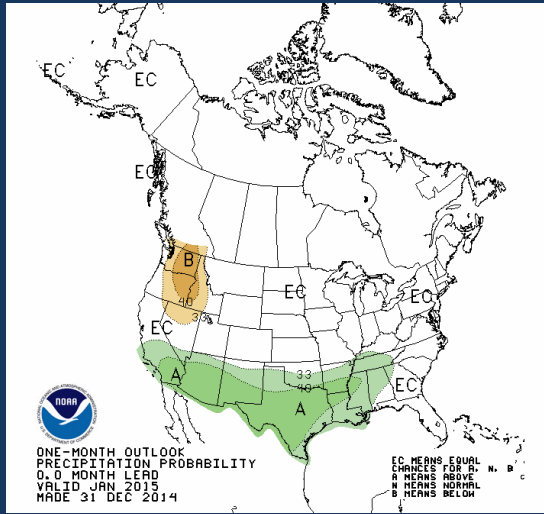 EC
EC
EC
B
40
33
EC
EC
EC
33
40
A
A
EC
NOAA
ONE-MONTH OUTLOOK
PRECIPITATION PROBABILITY
0.0 MONTH LEAD
VALID JAN 2015
MADE 31 DEC 2014
EC MEANS EQUAL
CHANCES FOR A, N, B
A MEANS ABOVE
N MEANS NORMAL
B MEANS BELOW